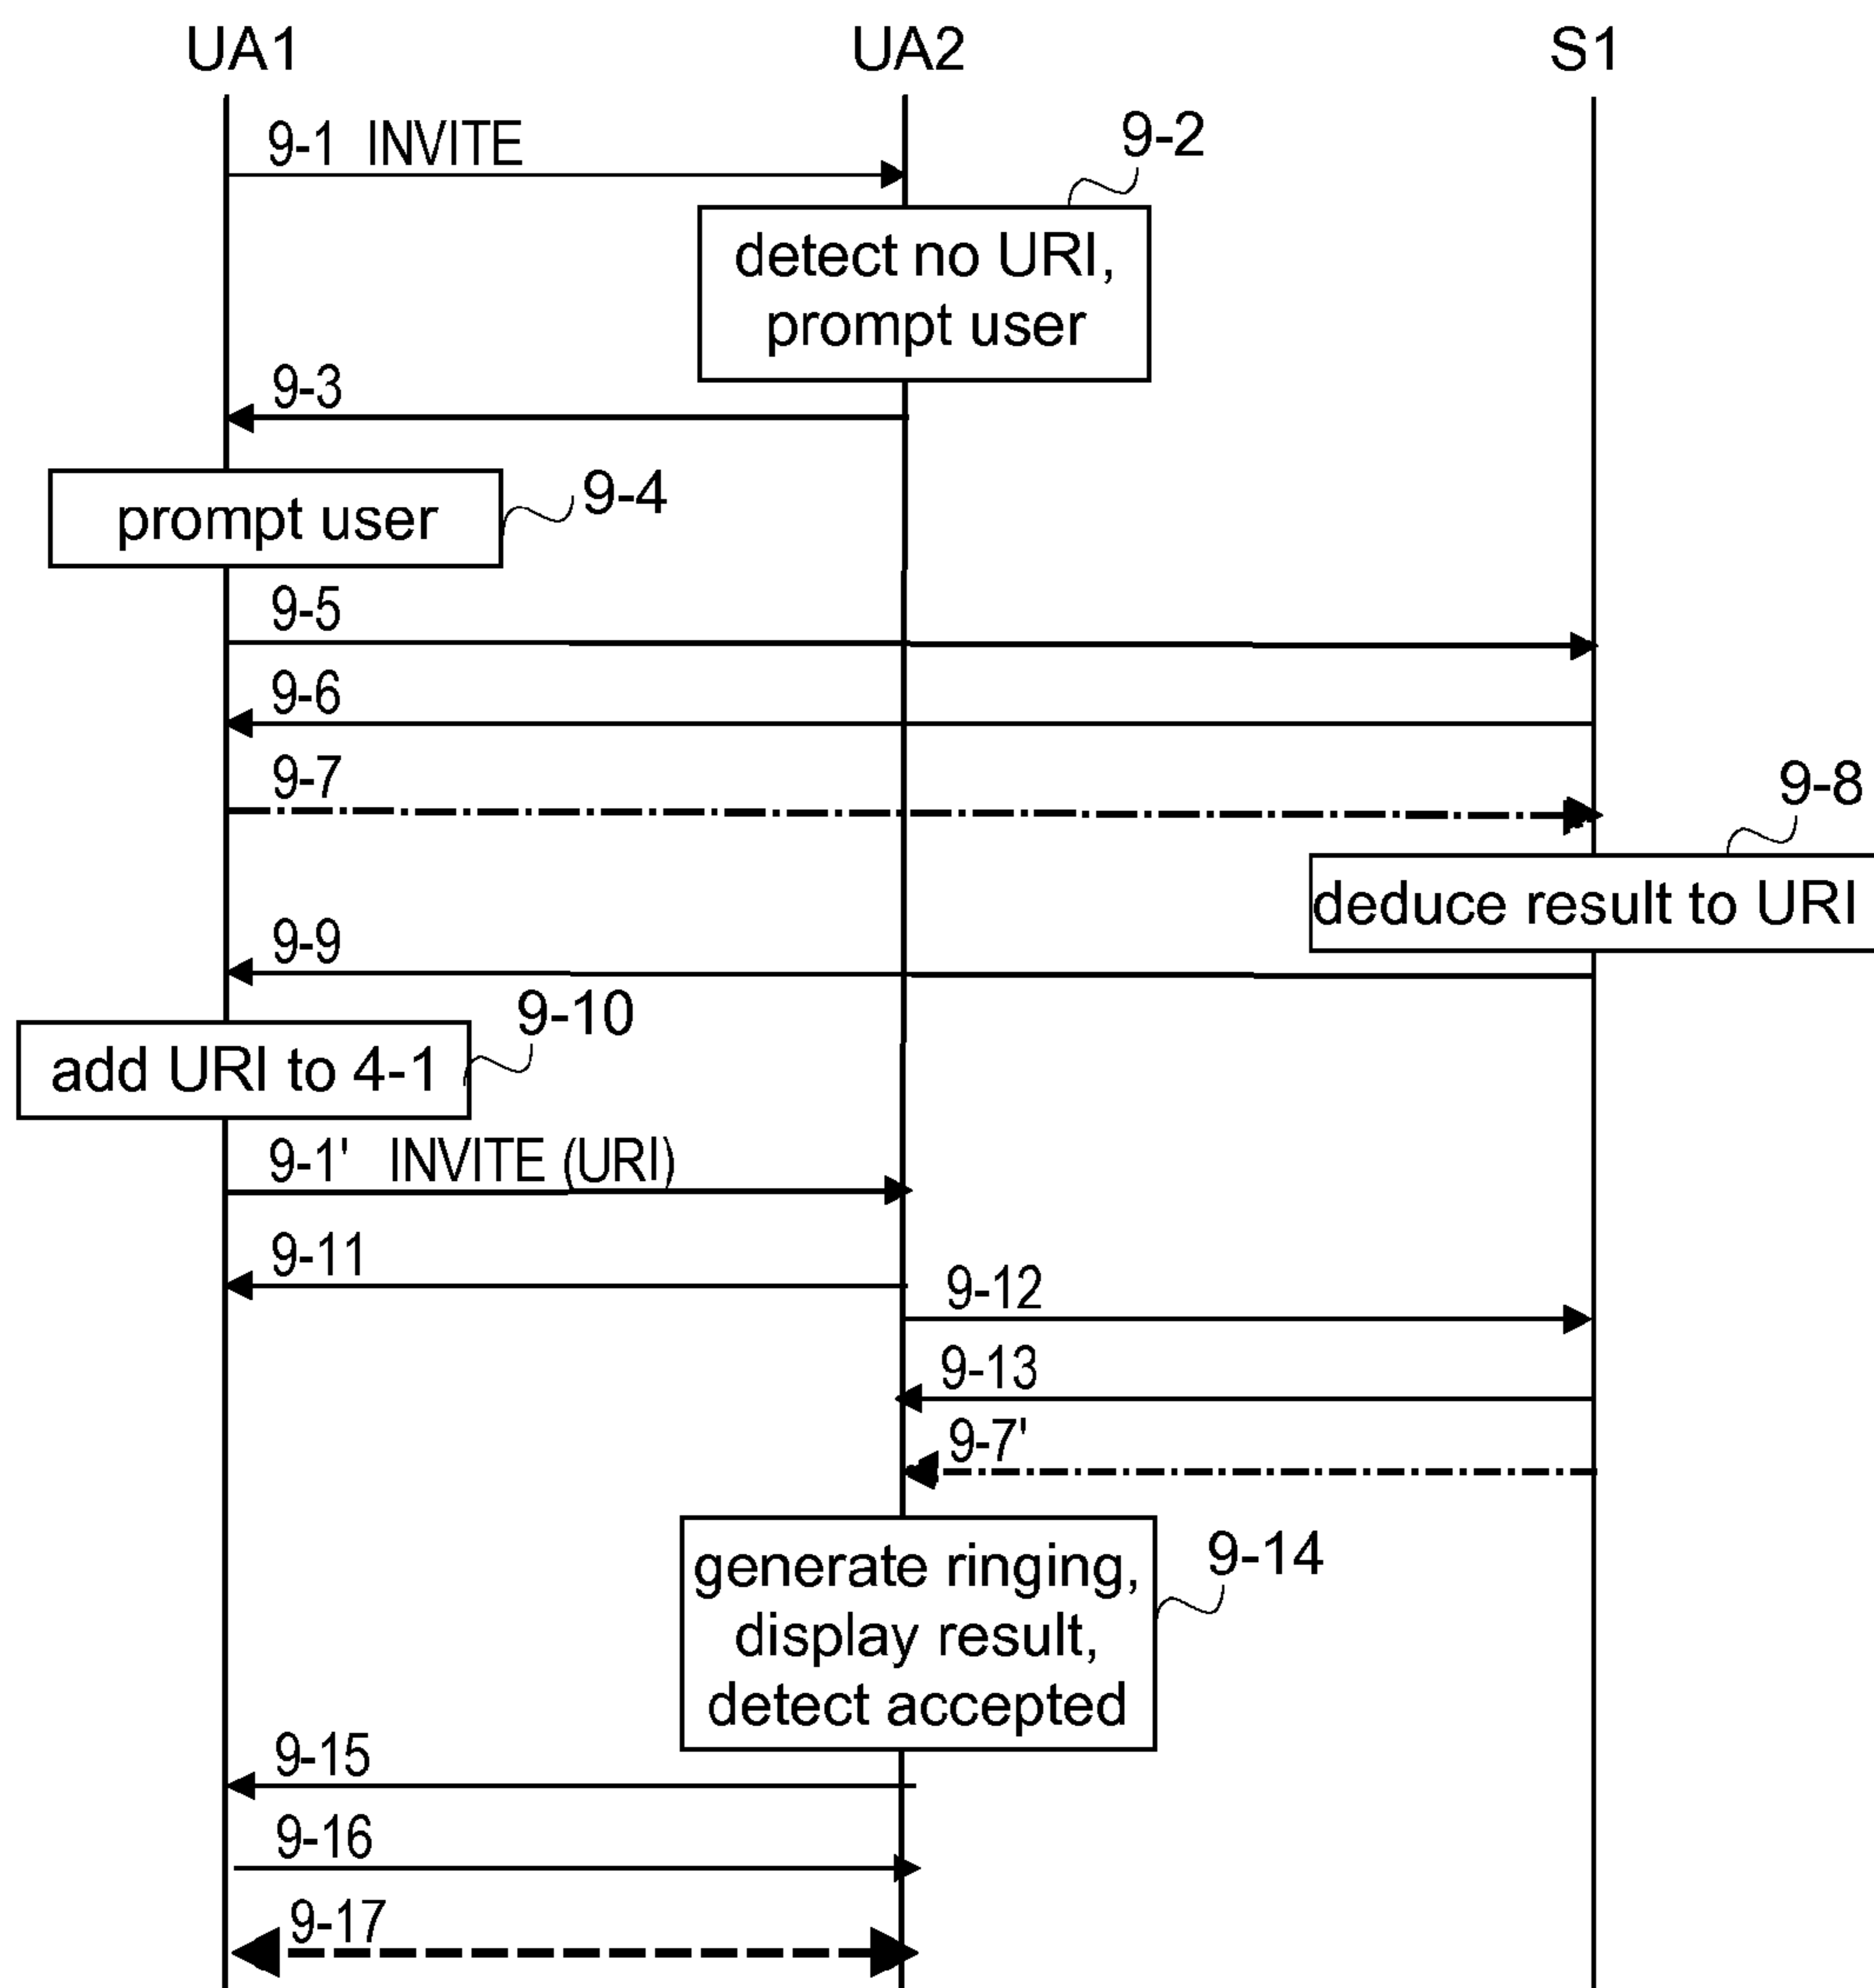 UA1 UA2 S1
9-1 INVITE
9-2
detect no URI,
prompt user
9-3
prompt user
9-4
9-5
9-6
9-7
9-8
deduce result to URI
9-9
9-10
add URI to 4-1
9-1' INVITE (URI)
9-11
9-12
9-13
9-7'
generate ringing,
display result,
detect accepted
9-14
9-15
9-16
9-17